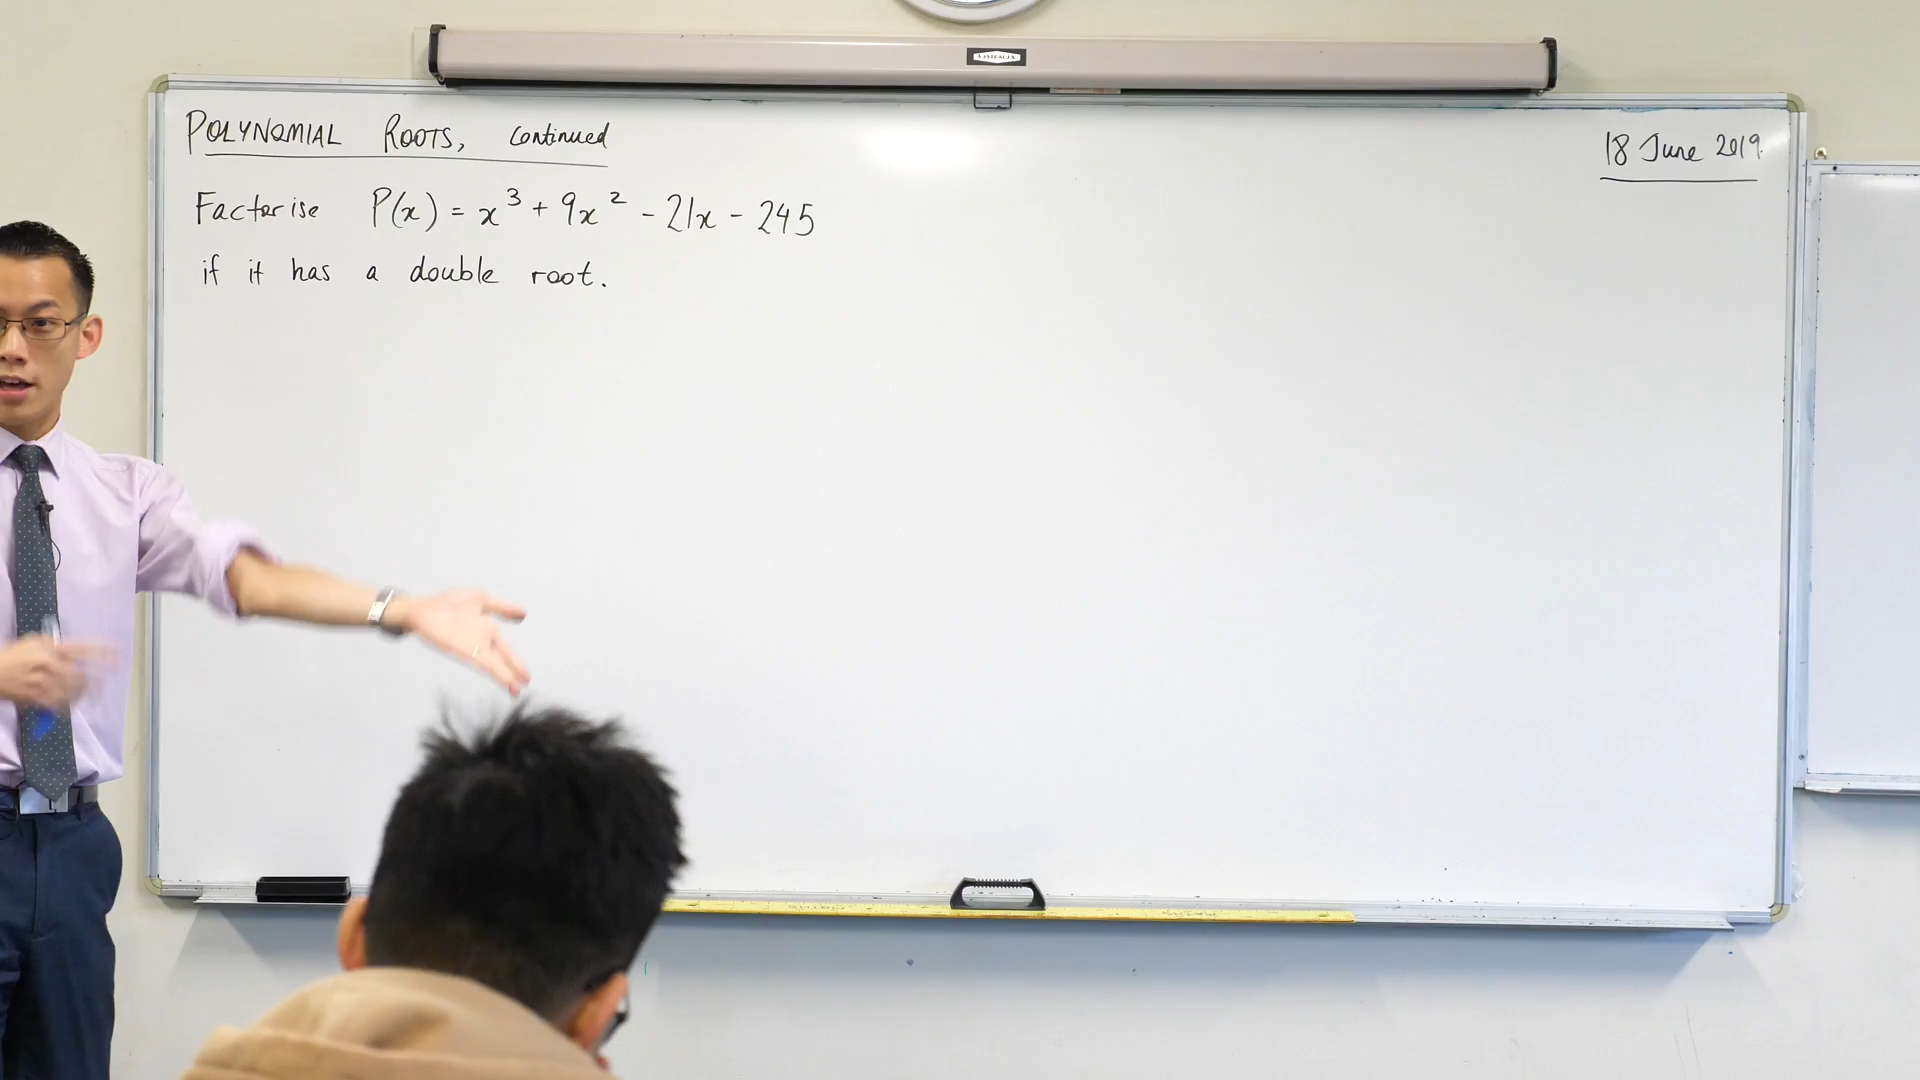 POLYNOMIAL ROOTS, continued
18 June 2019
Factorise P(x) = x³ + 9x² - 21x - 245
if it has a double root.